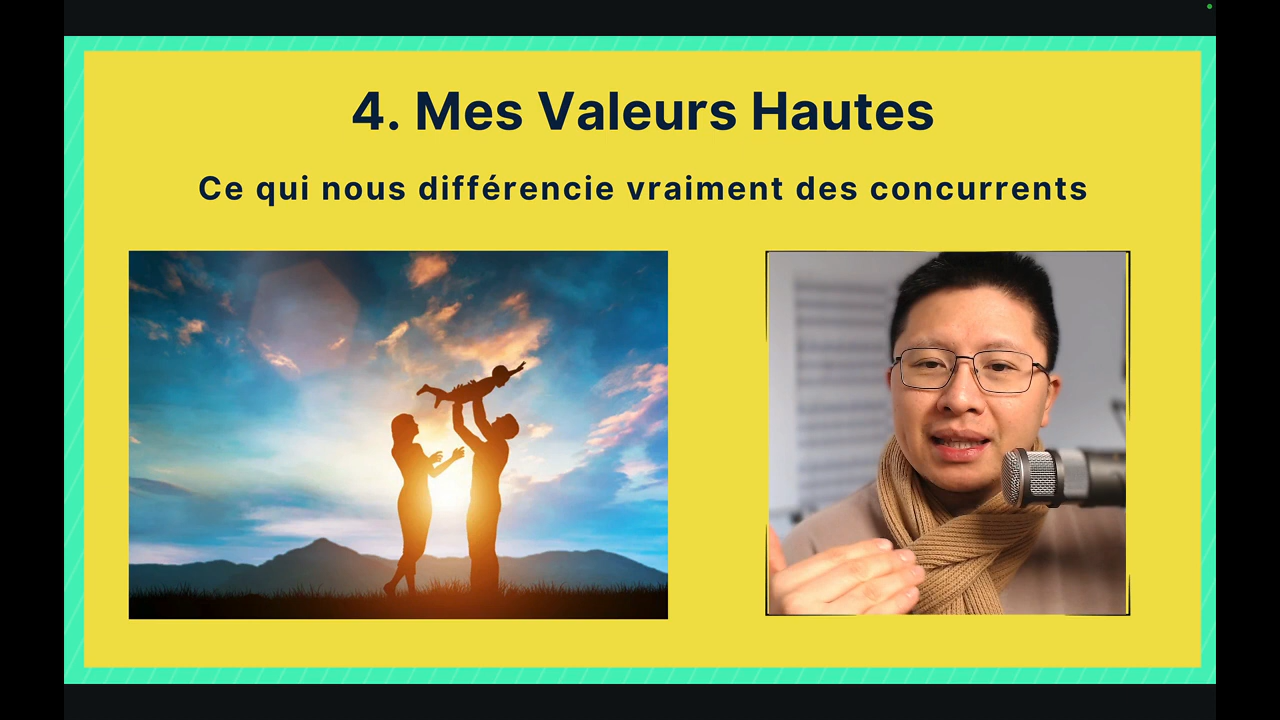 4. Mes Valeurs Hautes
Ce qui nous différencie vraiment des concurrents